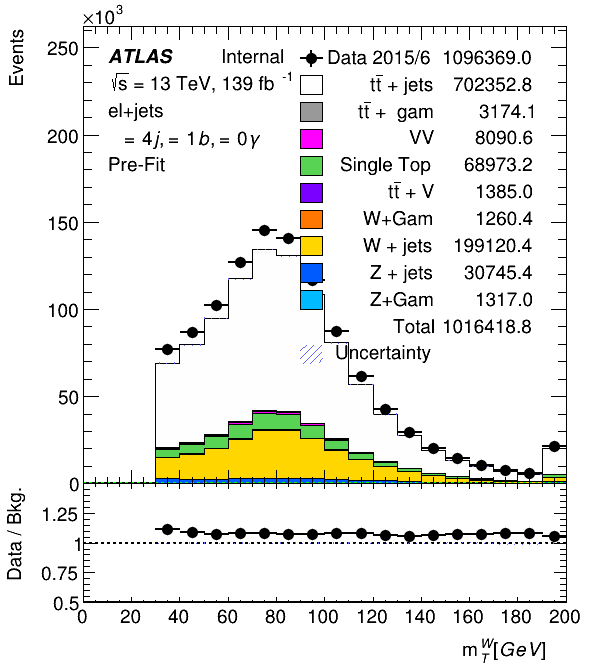 ×10³
Events
250
200
150
100
50
0
ATLAS Internal
√s = 13 TeV, 139 fb⁻¹
el+jets
= 4j, = 1b, = 0γ
Pre-Fit
Data 2015/6 1096369.0
tt̄ + jets 702352.8
tt̄ + gam 3174.1
VV 8090.6
Single Top 68973.2
tt̄ + V 1385.0
W+Gam 1260.4
W + jets 199120.4
Z + jets 30745.4
Z+Gam 1317.0
Total 1016418.8
Uncertainty
Data / Bkg.
1.25
1
0.75
0.5
0 20 40 60 80 100 120 140 160 180 200
m_T^W [GeV]